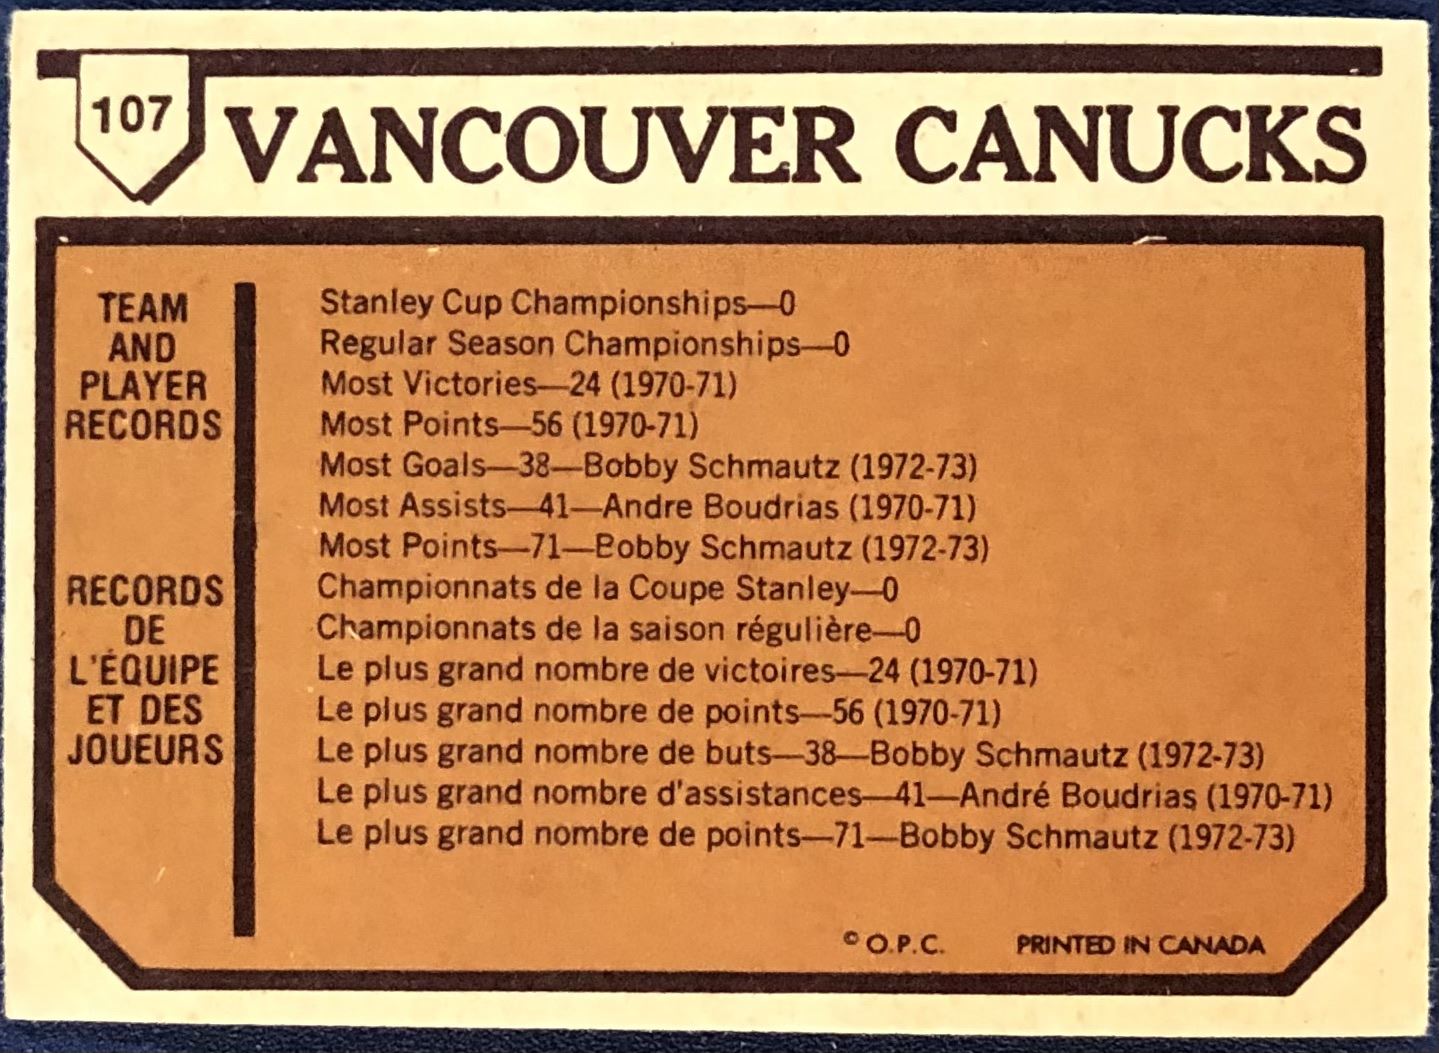 107
VANCOUVER CANUCKS
TEAM
AND
PLAYER
RECORDS
Stanley Cup Championships—0
Regular Season Championships—0
Most Victories—24 (1970-71)
Most Points—56 (1970-71)
Most Goals—38—Bobby Schmautz (1972-73)
Most Assists—41—Andre Boudrias (1970-71)
Most Points—71—Bobby Schmautz (1972-73)
RECORDS
DE
L'ÉQUIPE
ET DES
JOUEURS
Championnats de la Coupe Stanley—0
Championnats de la saison régulière—0
Le plus grand nombre de victoires—24 (1970-71)
Le plus grand nombre de points—56 (1970-71)
Le plus grand nombre de buts—38—Bobby Schmautz (1972-73)
Le plus grand nombre d'assistances—41—André Boudrias (1970-71)
Le plus grand nombre de points—71—Bobby Schmautz (1972-73)
© O.P.C. PRINTED IN CANADA